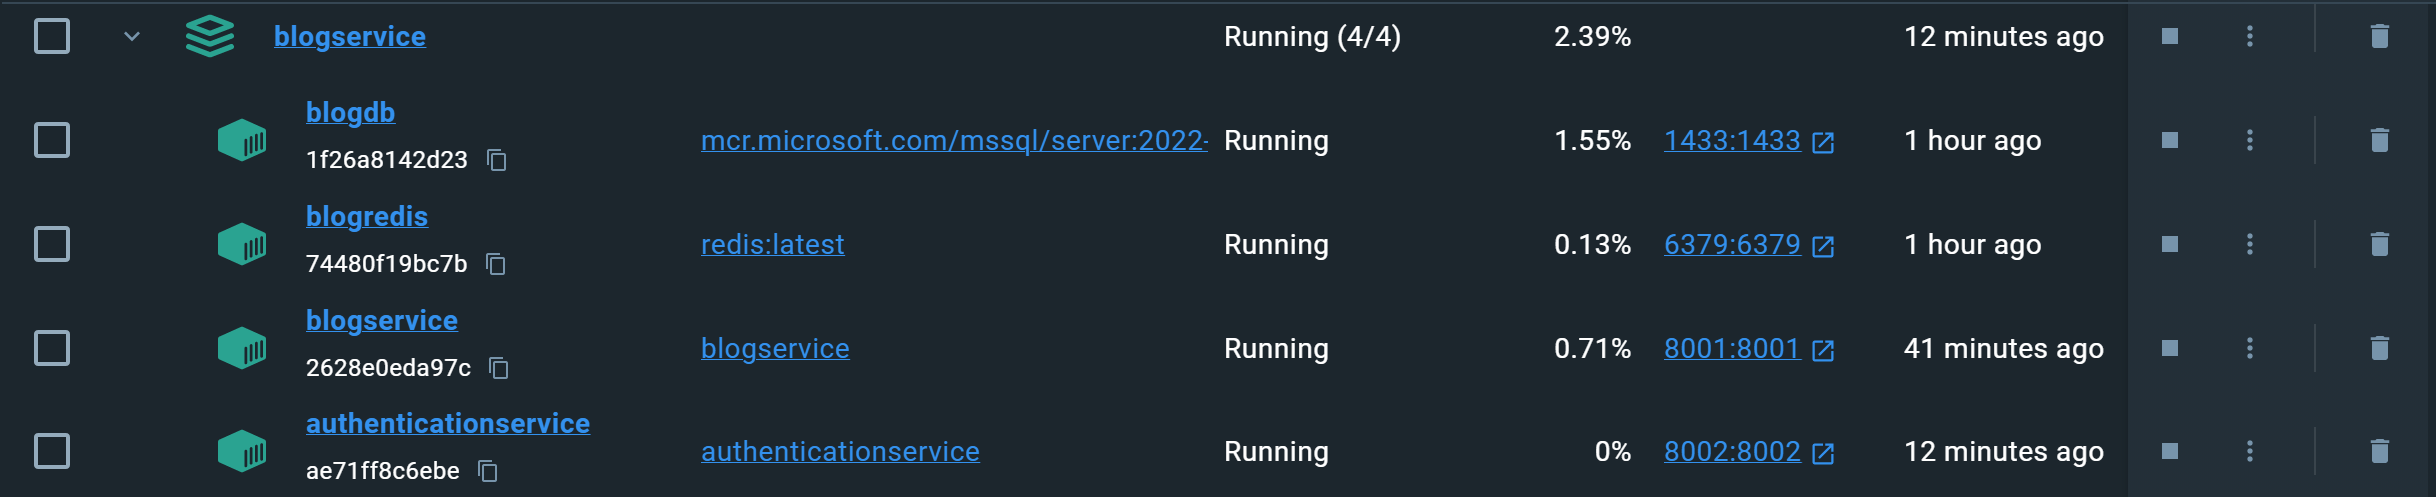 blogservice Running (4/4) 2.39% 12 minutes ago
blogdb
mcr.microsoft.com/mssql/server:2022- Running 1.55% 1433:1433 1 hour ago
1f26a8142d23
blogredis
redis:latest Running 0.13% 6379:6379 1 hour ago
74480f19bc7b
blogservice
blogservice Running 0.71% 8001:8001 41 minutes ago
2628e0eda97c
authenticationservice
authenticationservice Running 0% 8002:8002 12 minutes ago
ae71ff8c6ebe